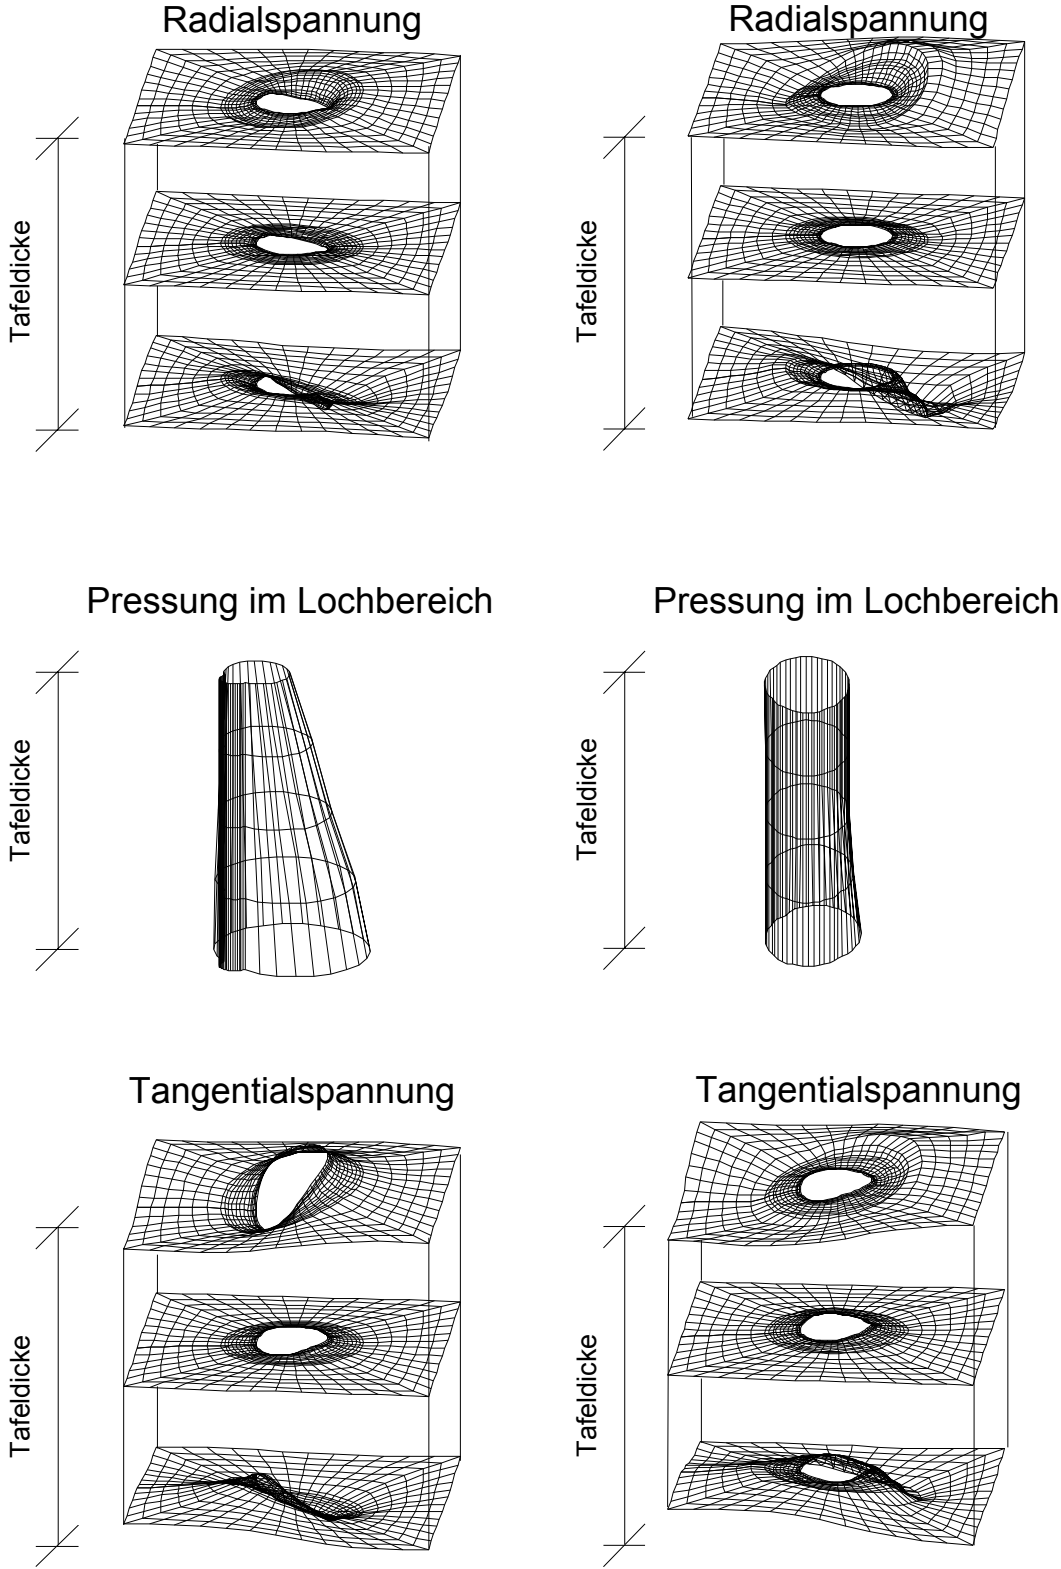 Radialspannung
Radialspannung
Tafeldicke
Tafeldicke
Pressung im Lochbereich
Pressung im Lochbereich
Tafeldicke
Tafeldicke
Tangentialspannung
Tangentialspannung
Tafeldicke
Tafeldicke